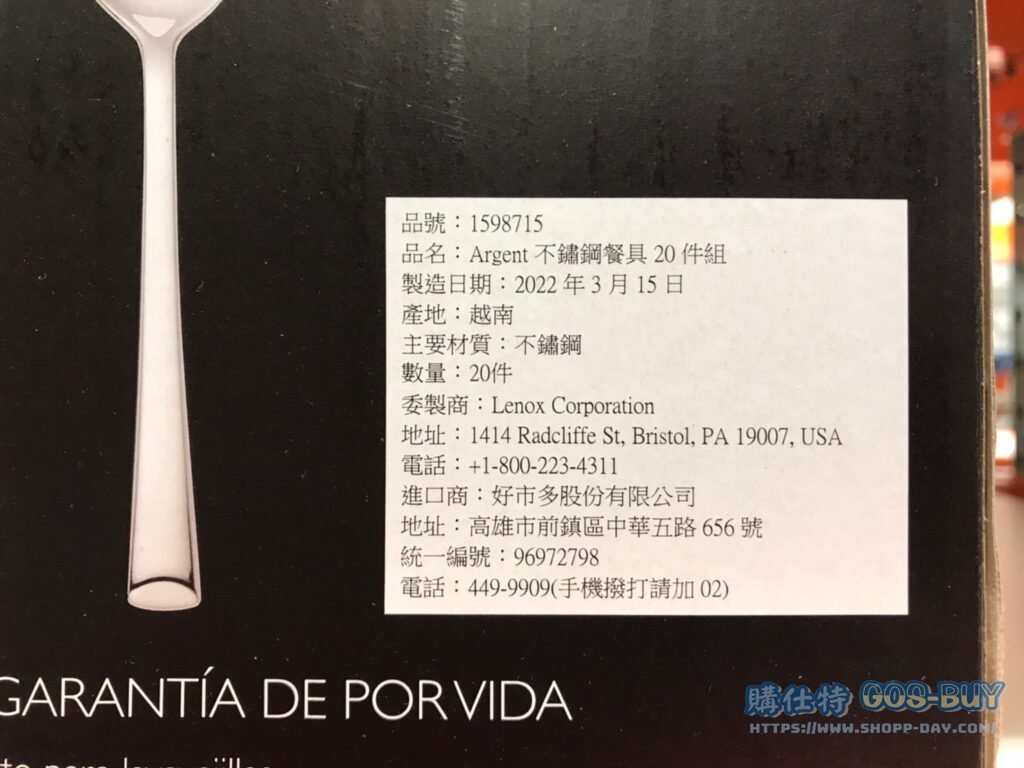 品號：1598715
品名：Argent 不鏽鋼餐具 20 件組
製造日期：2022 年 3 月 15 日
產地：越南
主要材質：不鏽鋼
數量：20件
委製商：Lenox Corporation
地址：1414 Radcliffe St, Bristol, PA 19007, USA
電話：+1-800-223-4311
進口商：好市多股份有限公司
地址：高雄市前鎮區中華五路 656 號
統一編號：96972798
電話：449-9909(手機撥打請加 02)
GARANTÍA DE POR VIDA
購仕特 GOS-BUY
HTTPS://WWW.SHOPP-DAY.COM/
para